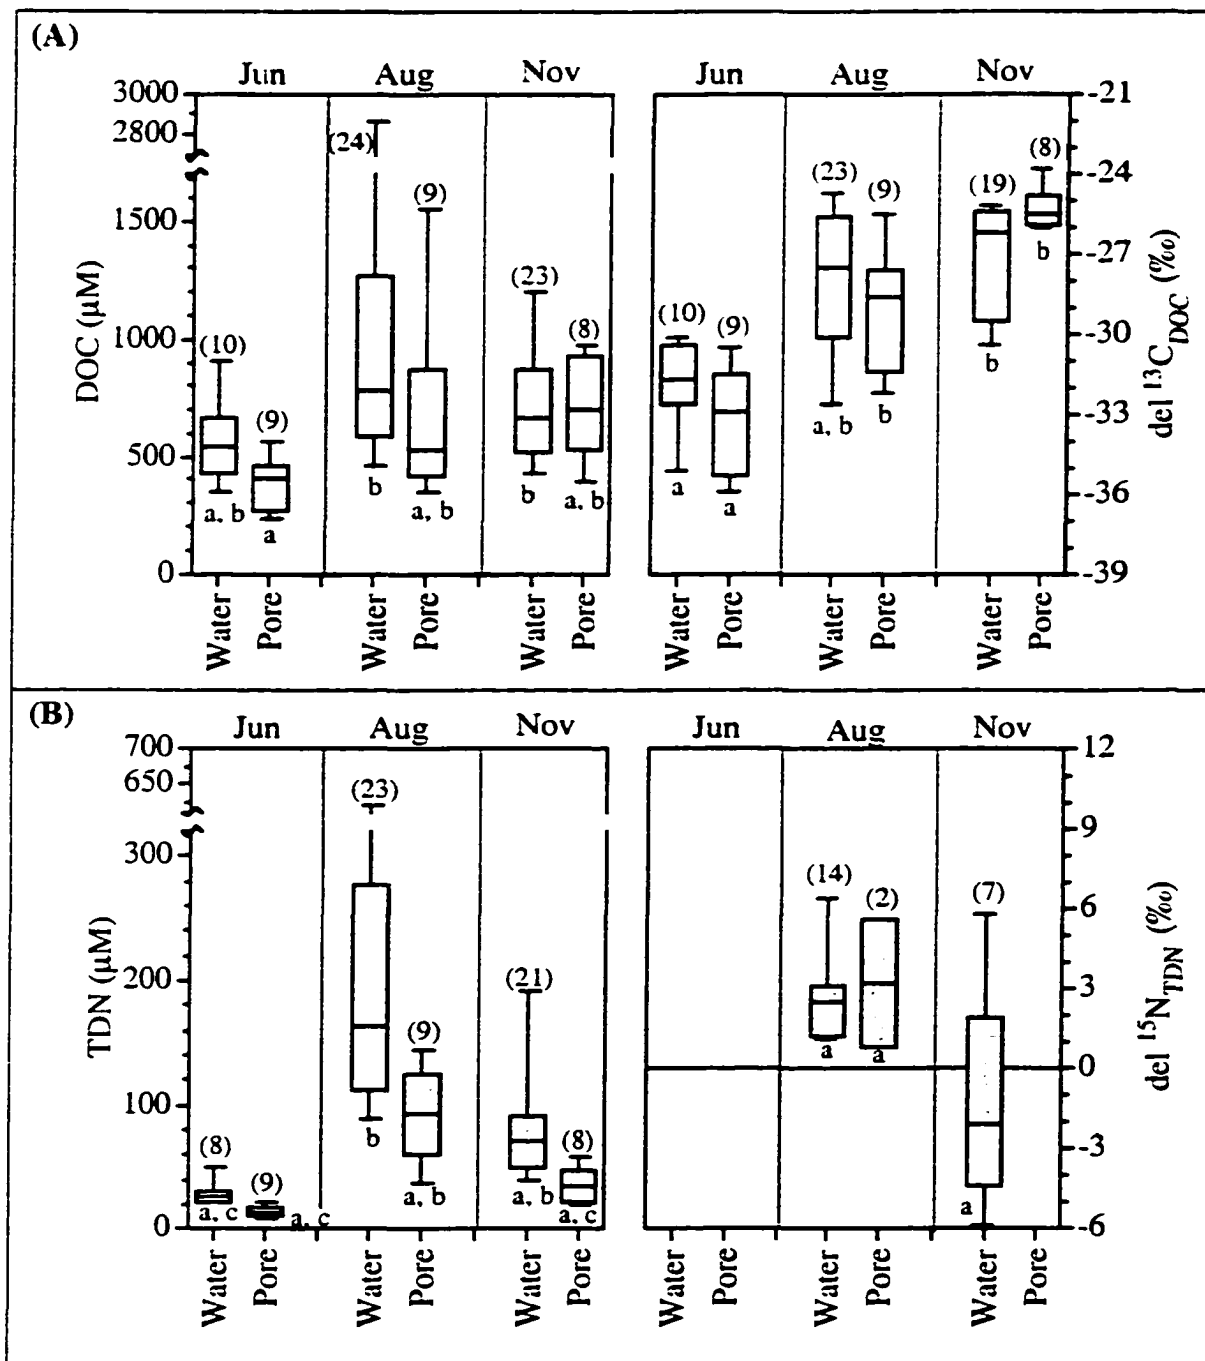 (A)
Jun Aug Nov Jun Aug Nov
3000
2800
1500
1000
500
0
DOC (µM)
(10)
(9)
(24)
(9)
(23)
(8)
a, b
a
b
a, b
b
a, b
(10)
(9)
(23)
(9)
(19)
(8)
a
a
a, b
b
b
b
-21
-24
-27
-30
-33
-36
-39
del ¹³C_DOC (‰)
Water Pore Water Pore Water Pore Water Pore Water Pore Water Pore
(B)
Jun Aug Nov Jun Aug Nov
700
650
300
200
100
0
TDN (µM)
(8)
(9)
(23)
(9)
(21)
(8)
a, c
a, c
b
a, b
a, b
a, c
(14)
(2)
(7)
a
a
a
12
9
6
3
0
-3
-6
del ¹⁵N_TDN (‰)
Water Pore Water Pore Water Pore Water Pore Water Pore Water Pore